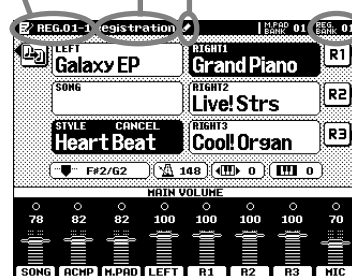 REG.01-1 egistration M.PAD BANK 01 REG. BANK 01
LEFT RIGHT1
Galaxy EP Grand Piano R1
SONG RIGHT2
Live! Strs R2
STYLE CANCEL RIGHT3
Heart Beat Cool! Organ R3
F#2/G2 148 0 0
MAIN VOLUME
78 82 82 100 100 100 100 70
SONG ACMP M.PAD LEFT R1 R2 R3 MIC